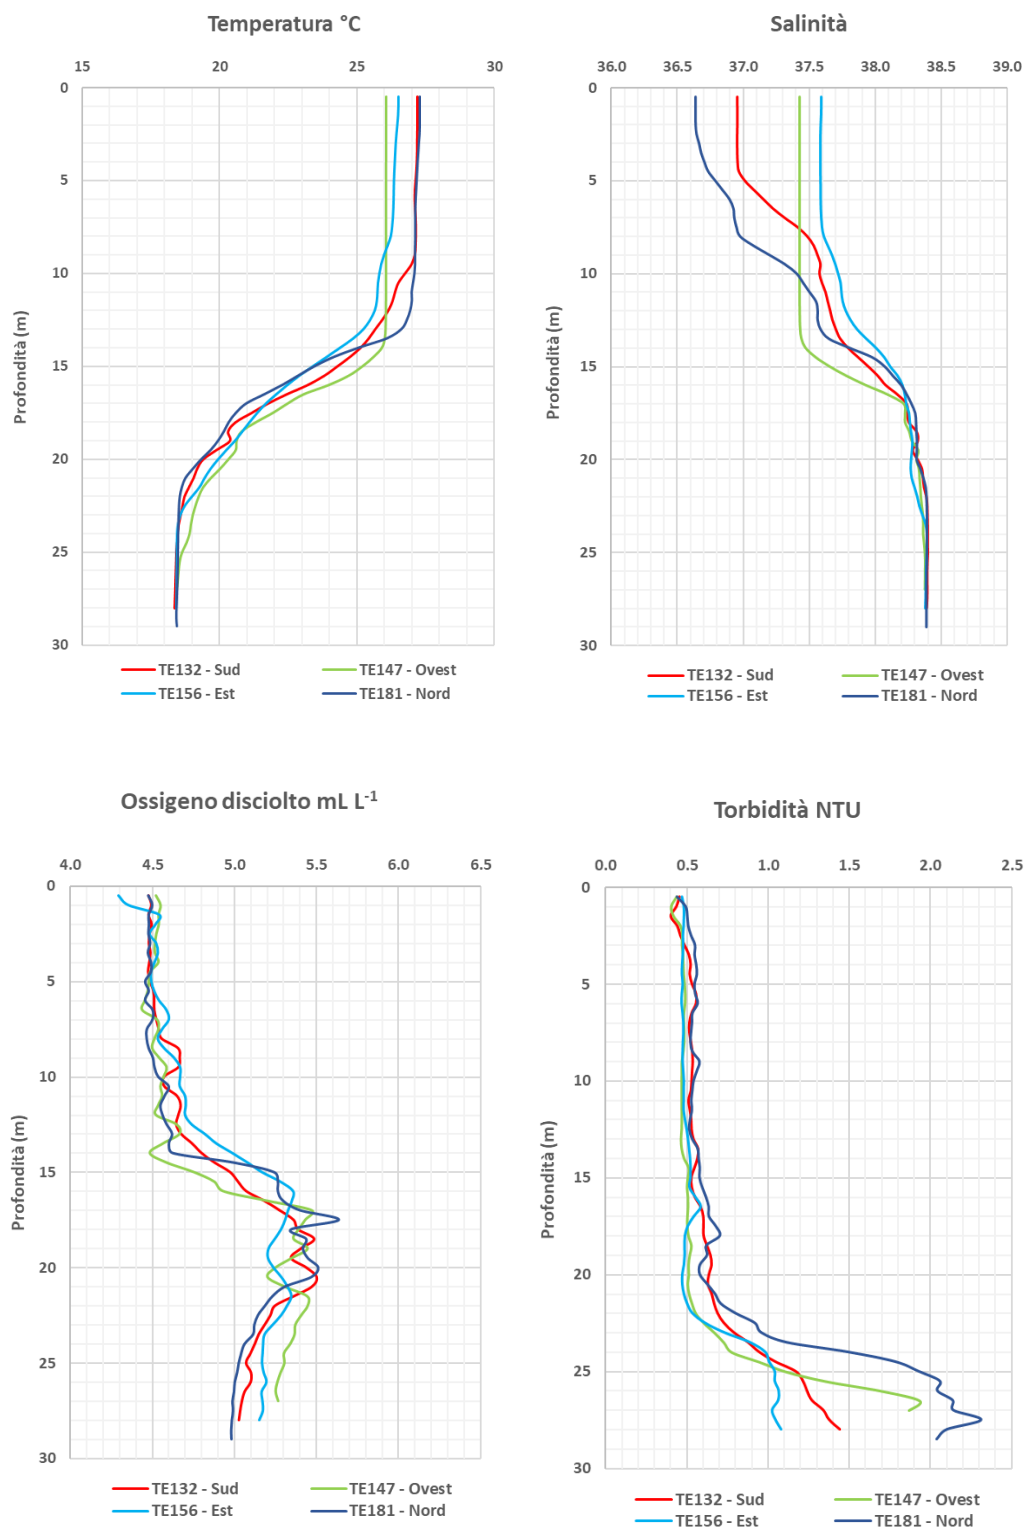 Temperatura °C
15 20 25 30
0
5
10
15
20
25
30
Profondità (m)
TE132 - Sud TE147 - Ovest
TE156 - Est TE181 - Nord
Salinità
36.0 36.5 37.0 37.5 38.0 38.5 39.0
0
5
10
15
20
25
30
Profondità (m)
TE132 - Sud TE147 - Ovest
TE156 - Est TE181 - Nord
Ossigeno disciolto mL L-1
4.0 4.5 5.0 5.5 6.0 6.5
0
5
10
15
20
25
30
Profondità (m)
TE132 - Sud TE147 - Ovest
TE156 - Est TE181 - Nord
Torbidità NTU
0.0 0.5 1.0 1.5 2.0 2.5
0
5
10
15
20
25
30
Profondità (m)
TE132 - Sud TE147 - Ovest
TE156 - Est TE181 - Nord